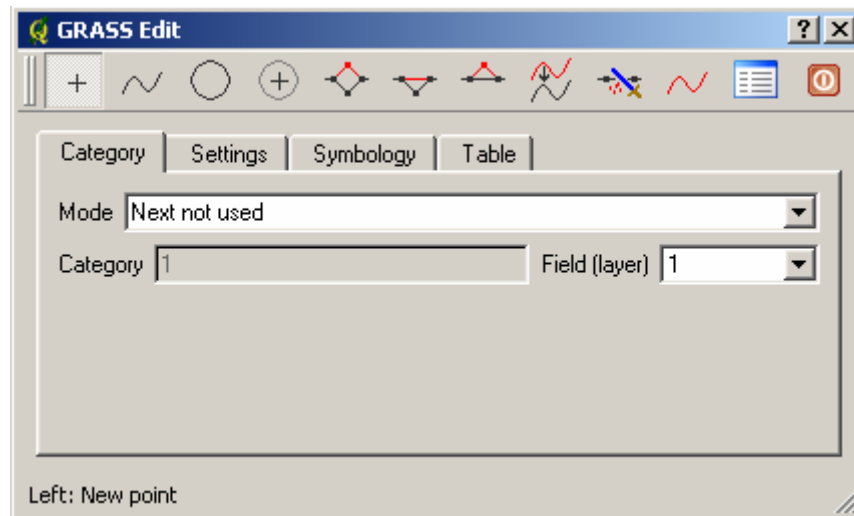 GRASS Edit
Category Settings Symbology Table
Mode Next not used
Category 1 Field (layer) 1
Left: New point